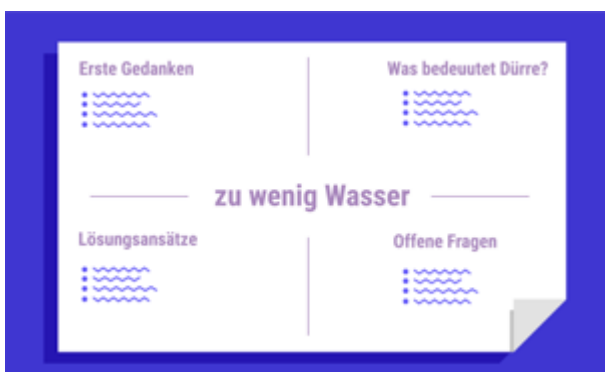 Erste Gedanken
Was bedeuutet Dürre?
zu wenig Wasser
Lösungsansätze
Offene Fragen